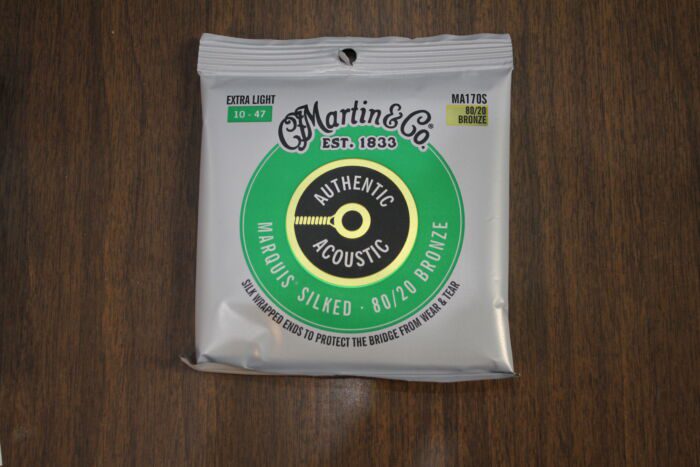 EXTRA LIGHT
10 - 47
MA170S
80/20
BRONZE
C.F. Martin & Co.®
EST. 1833
AUTHENTIC
ACOUSTIC
MARQUIS® SILKED · 80/20 BRONZE
SILK WRAPPED ENDS TO PROTECT THE BRIDGE FROM WEAR & TEAR